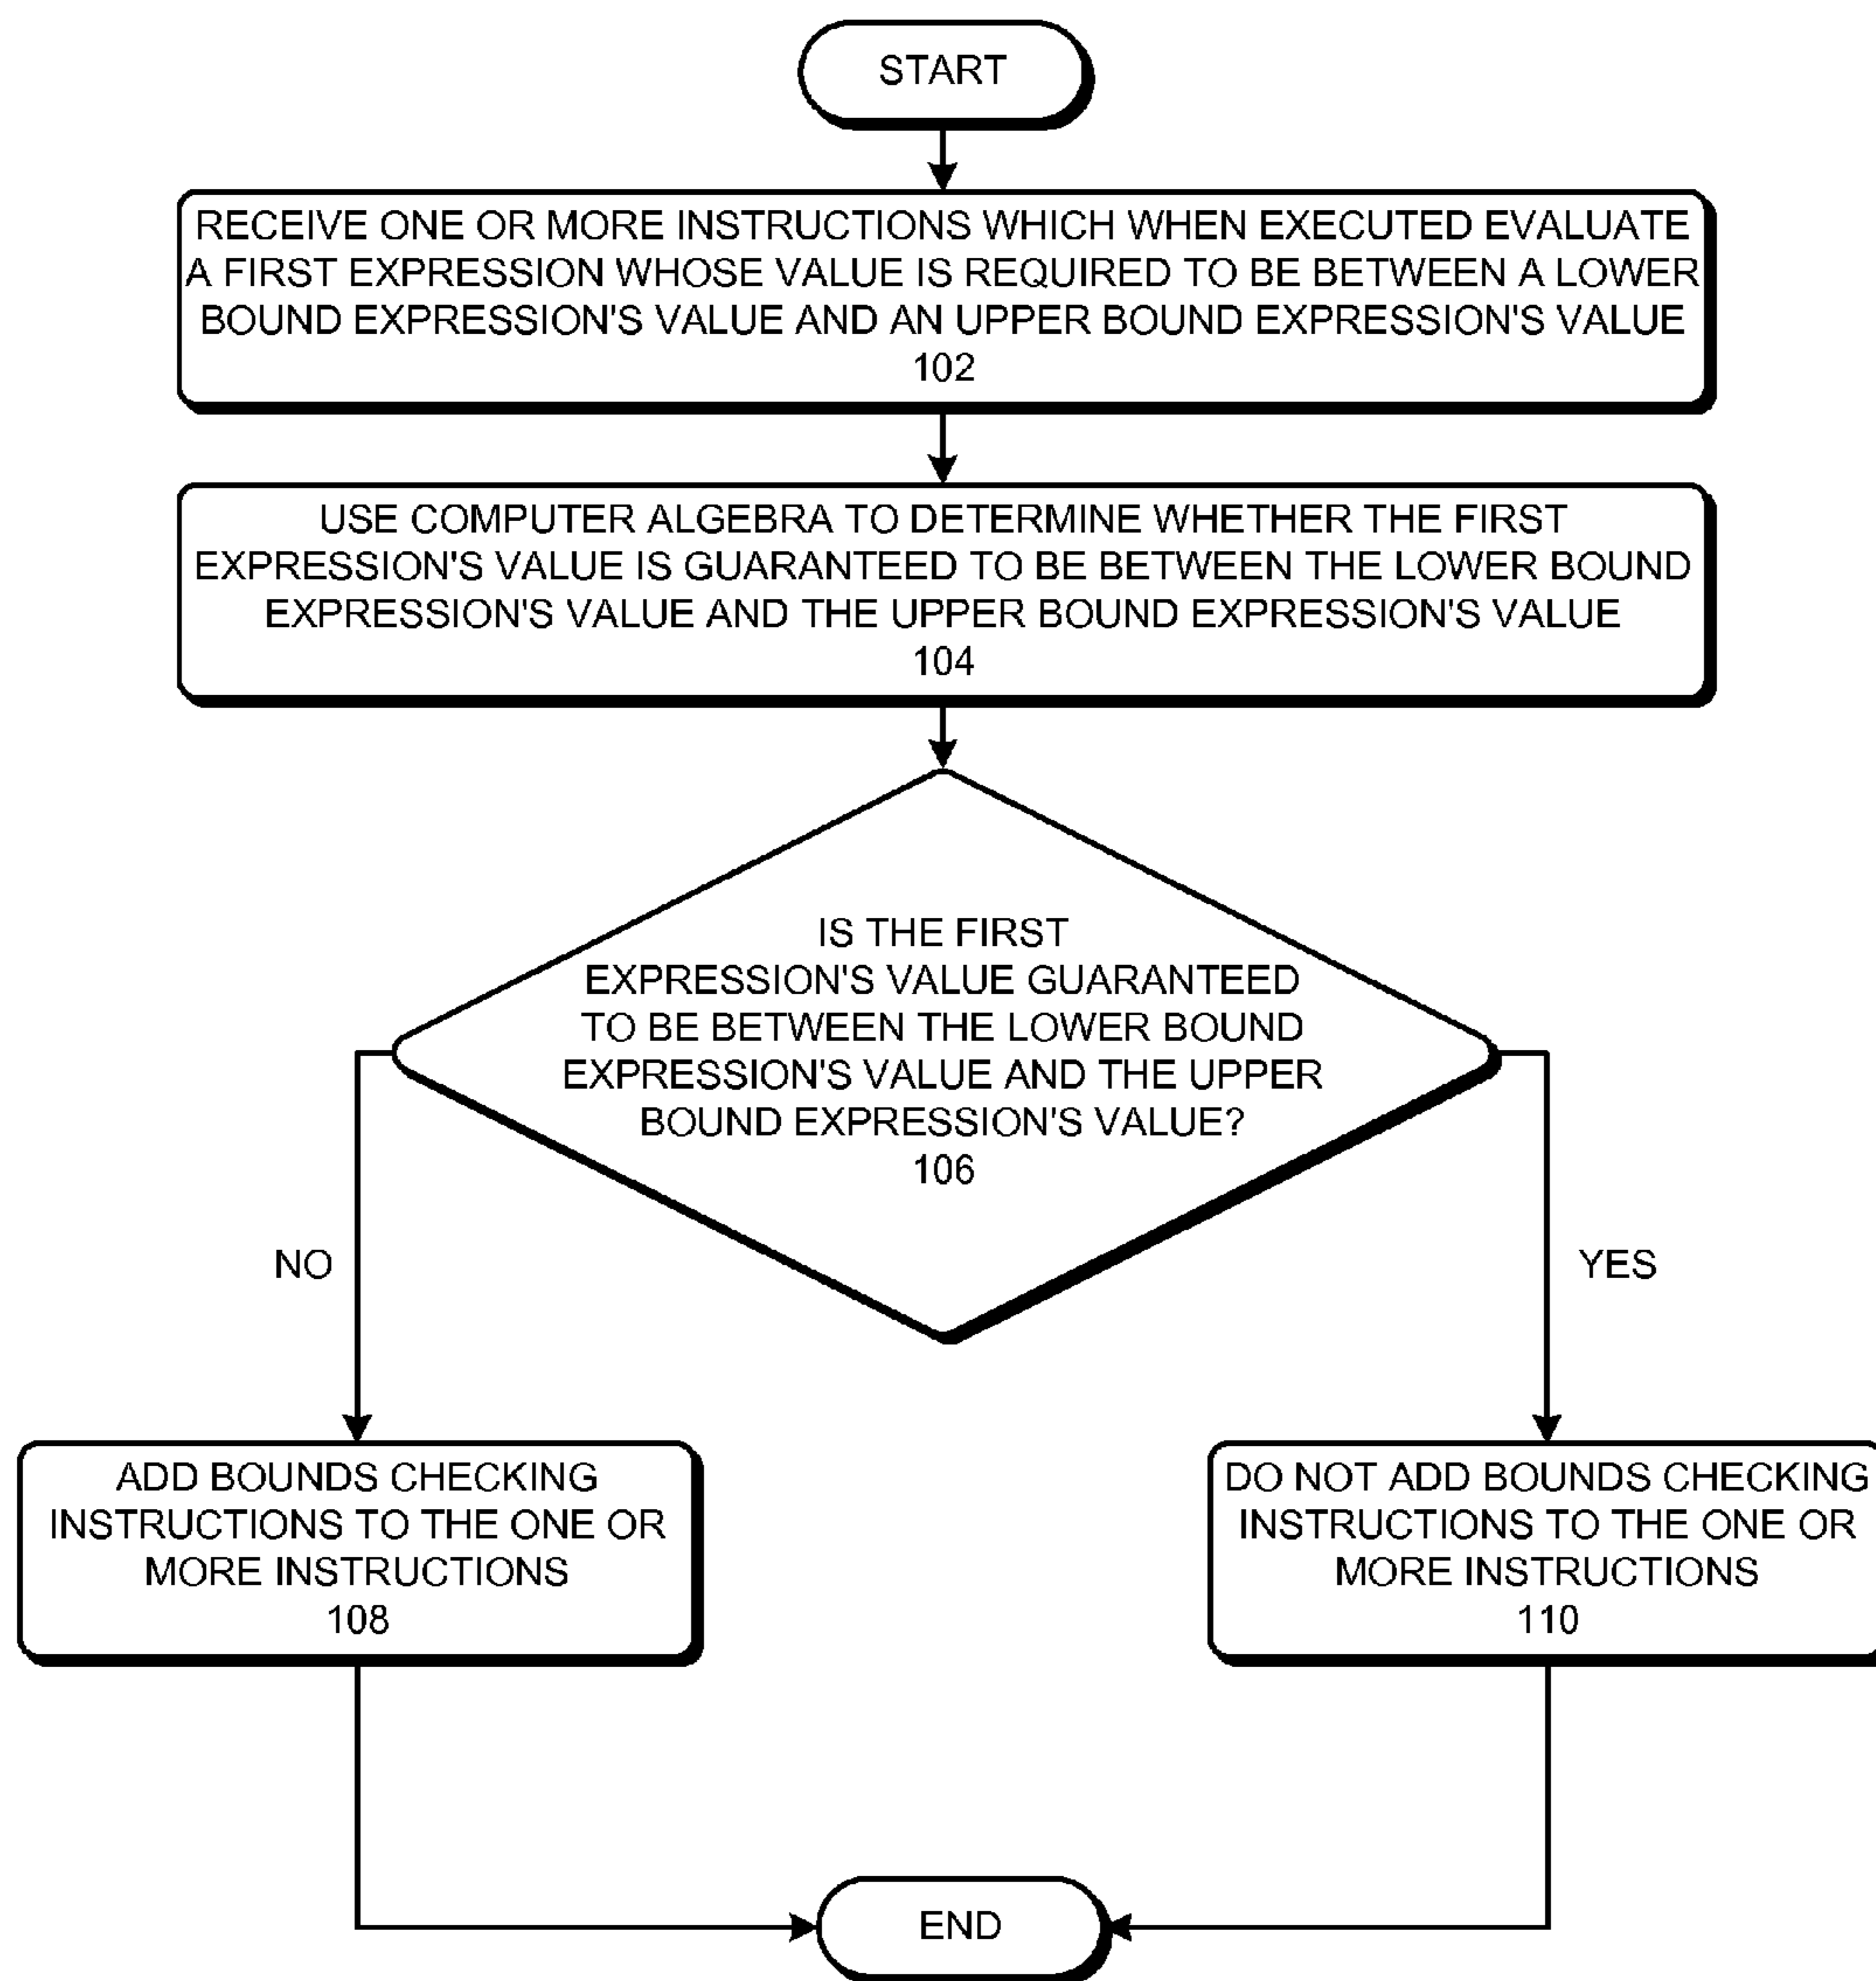 START
RECEIVE ONE OR MORE INSTRUCTIONS WHICH WHEN EXECUTED EVALUATE
A FIRST EXPRESSION WHOSE VALUE IS REQUIRED TO BE BETWEEN A LOWER
BOUND EXPRESSION'S VALUE AND AN UPPER BOUND EXPRESSION'S VALUE
102
USE COMPUTER ALGEBRA TO DETERMINE WHETHER THE FIRST
EXPRESSION'S VALUE IS GUARANTEED TO BE BETWEEN THE LOWER BOUND
EXPRESSION'S VALUE AND THE UPPER BOUND EXPRESSION'S VALUE
104
IS THE FIRST
EXPRESSION'S VALUE GUARANTEED
TO BE BETWEEN THE LOWER BOUND
EXPRESSION'S VALUE AND THE UPPER
BOUND EXPRESSION'S VALUE?
106
NO
YES
ADD BOUNDS CHECKING
INSTRUCTIONS TO THE ONE OR
MORE INSTRUCTIONS
108
DO NOT ADD BOUNDS CHECKING
INSTRUCTIONS TO THE ONE OR
MORE INSTRUCTIONS
110
END